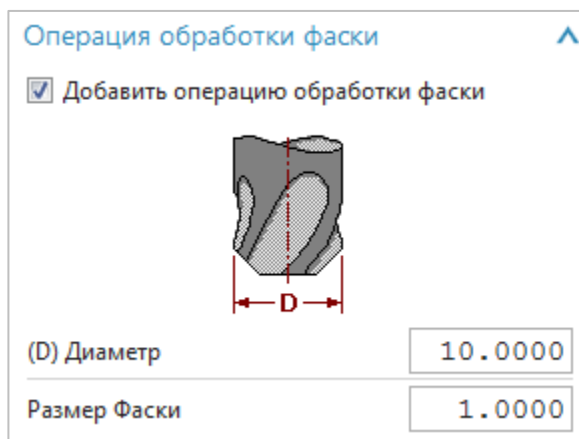 Операция обработки фаски
Добавить операцию обработки фаски
D
(D) Диаметр 10.0000
Размер Фаски 1.0000